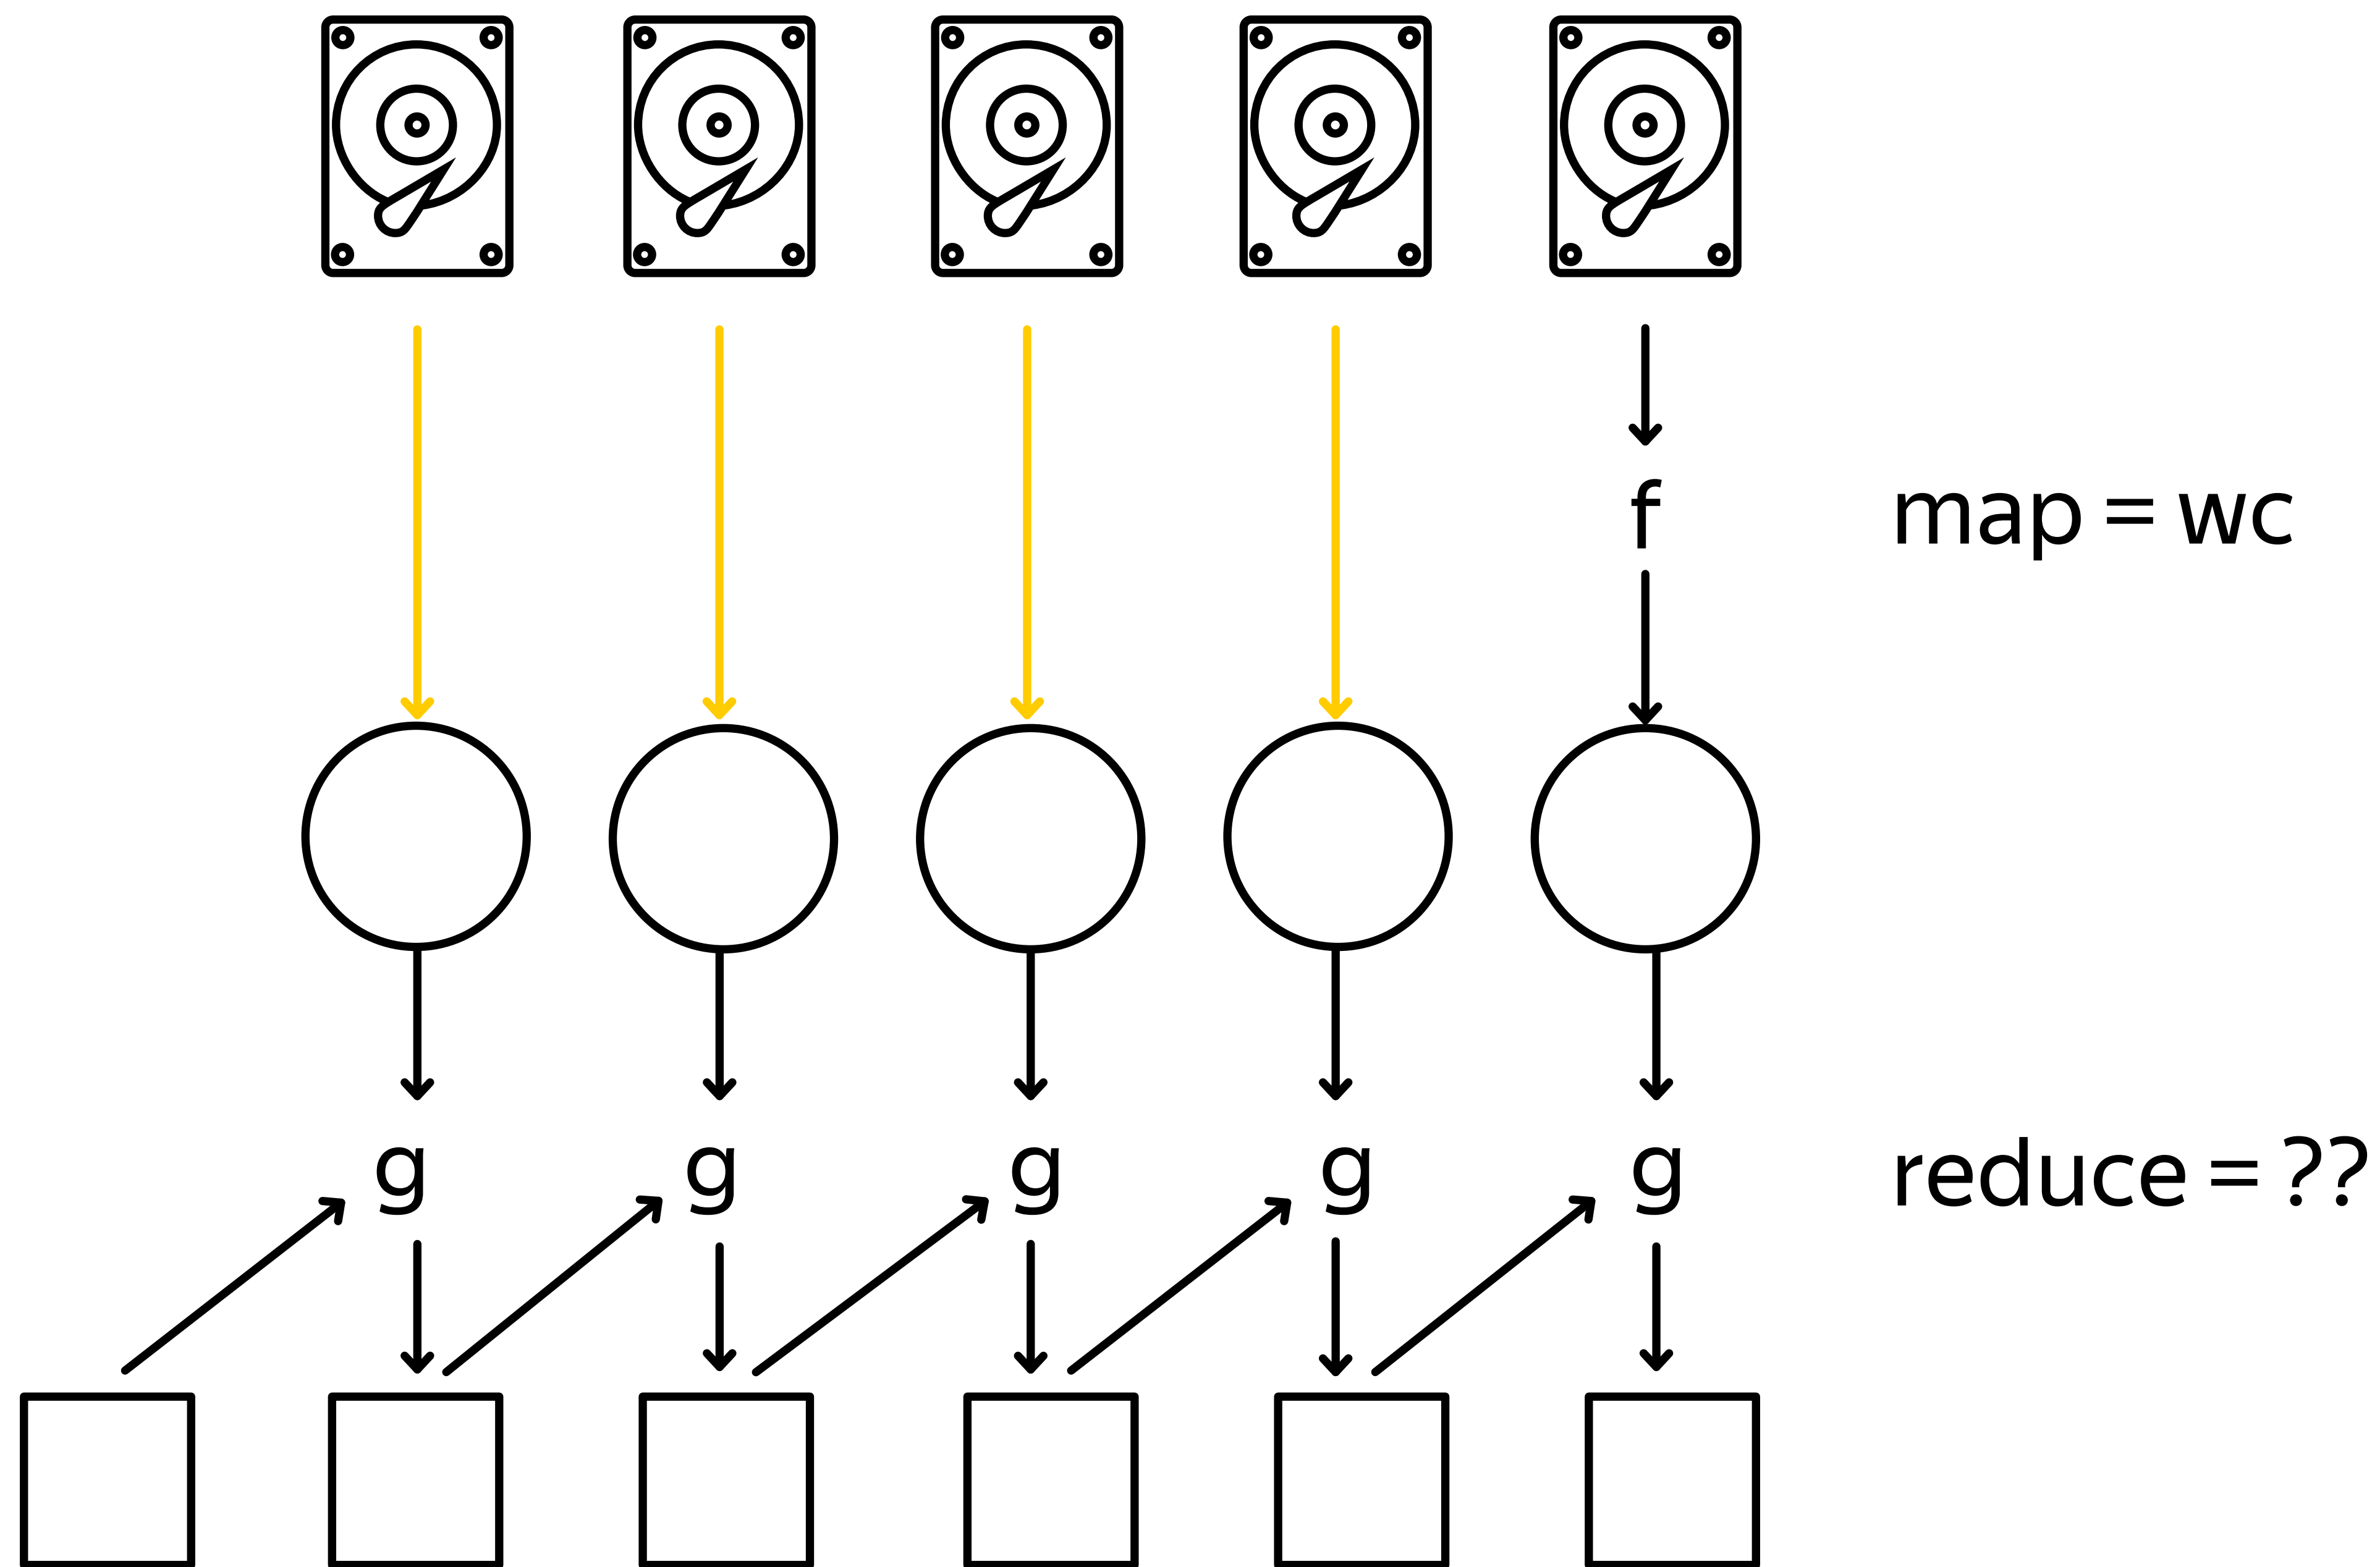 f
map = wc
g g g g g
reduce = ??